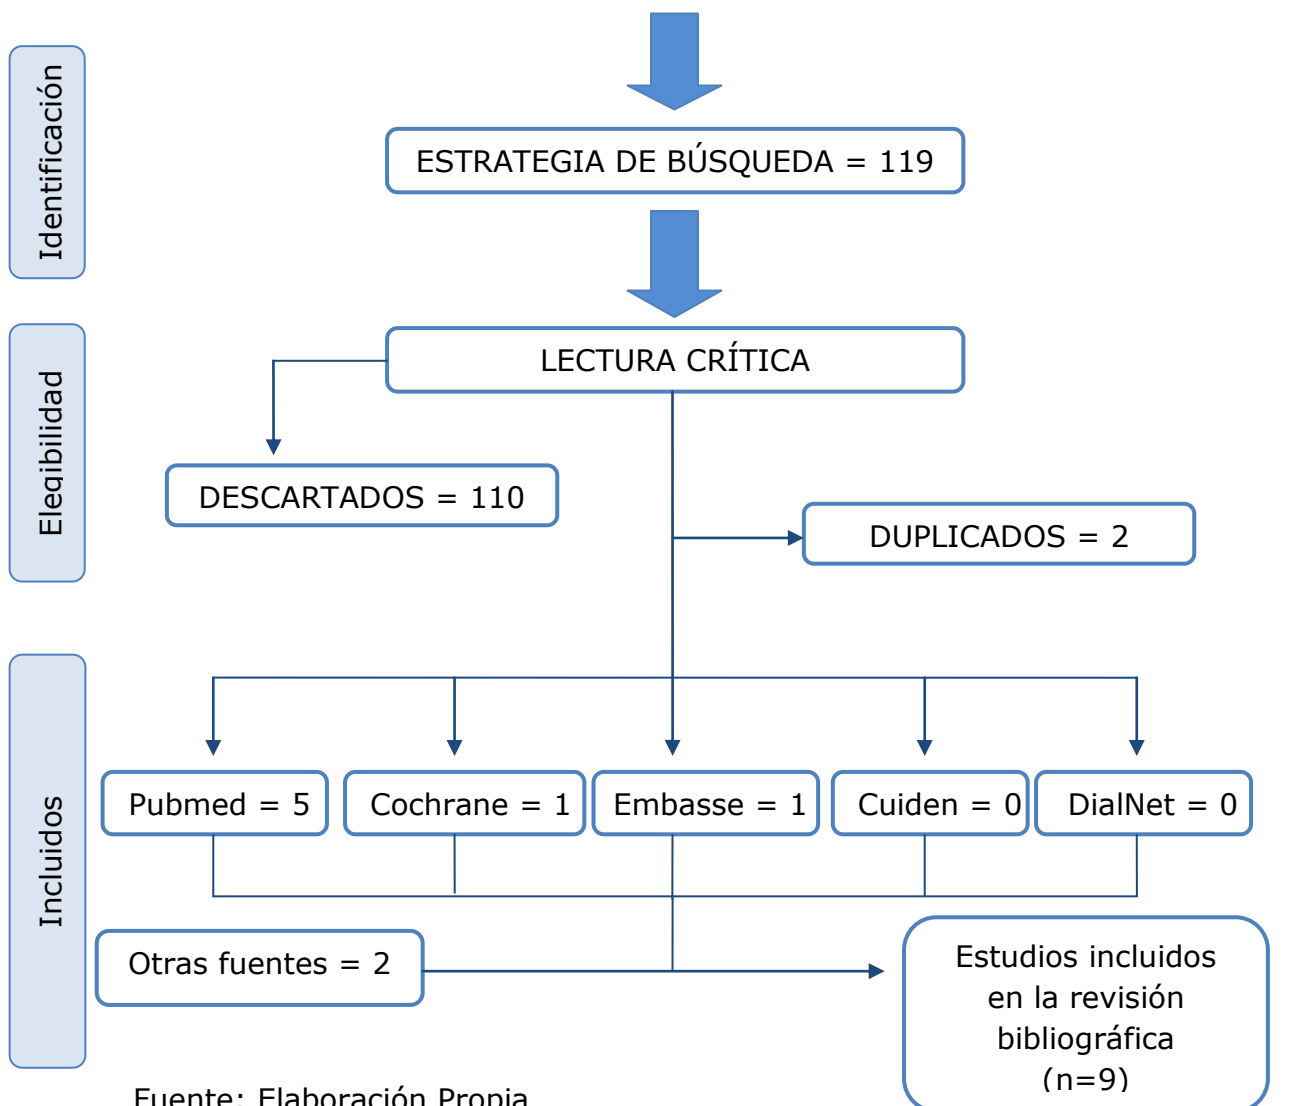 Identificación
ESTRATEGIA DE BÚSQUEDA = 119
Elegibilidad
LECTURA CRÍTICA
DESCARTADOS = 110
DUPLICADOS = 2
Incluidos
Pubmed = 5
Cochrane = 1
Embasse = 1
Cuiden = 0
DialNet = 0
Otras fuentes = 2
Estudios incluidos
en la revisión
bibliográfica
(n=9)
Fuente: Elaboración Propia